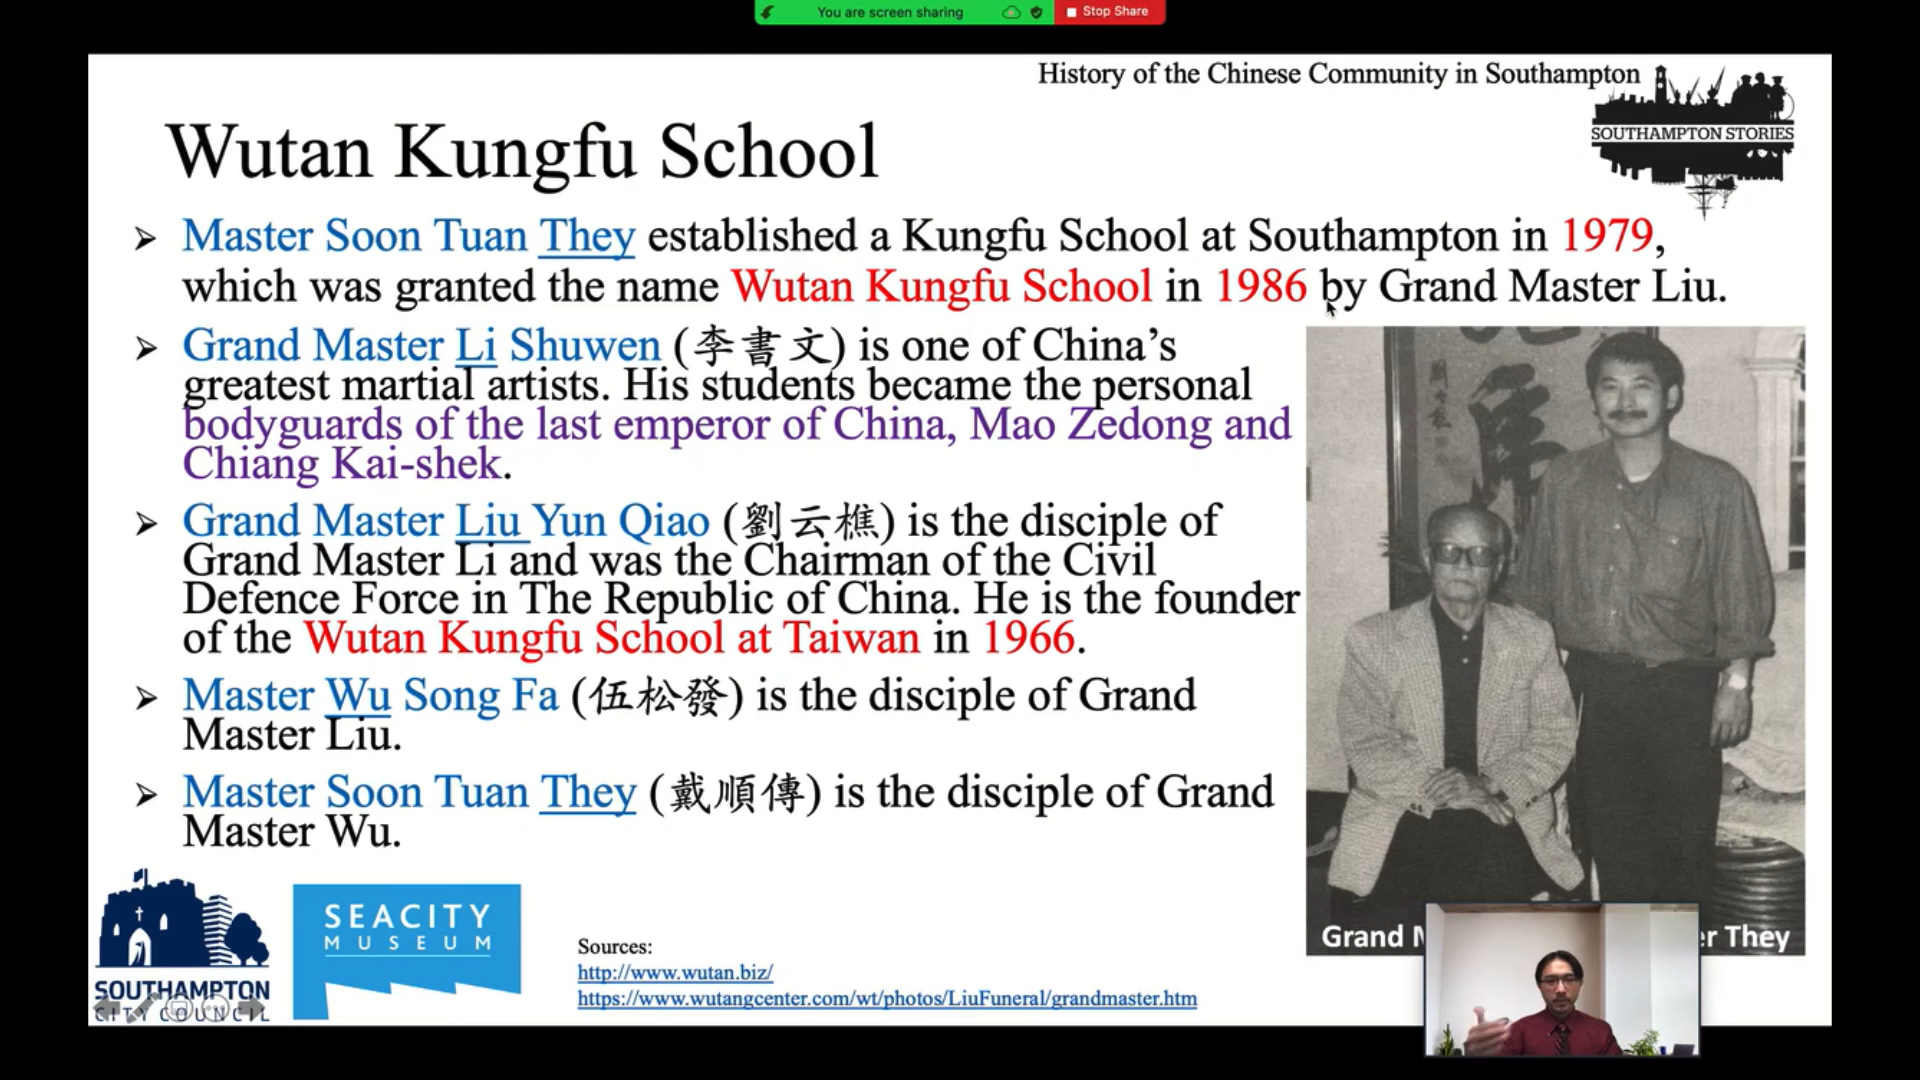 You are screen sharing
Stop Share
History of the Chinese Community in Southampton
SOUTHAMPTON STORIES
Wutan Kungfu School
➢ Master Soon Tuan They established a Kungfu School at Southampton in 1979,
which was granted the name Wutan Kungfu School in 1986 by Grand Master Liu.
➢ Grand Master Li Shuwen (李書文) is one of China's
greatest martial artists. His students became the personal
bodyguards of the last emperor of China, Mao Zedong and
Chiang Kai-shek.
➢ Grand Master Liu Yun Qiao (劉云樵) is the disciple of
Grand Master Li and was the Chairman of the Civil
Defence Force in The Republic of China. He is the founder
of the Wutan Kungfu School at Taiwan in 1966.
➢ Master Wu Song Fa (伍松發) is the disciple of Grand
Master Liu.
➢ Master Soon Tuan They (戴順傳) is the disciple of Grand
Master Wu.
Grand They
SOUTHAMPTON
CITY COUNCIL
SEACITY
MUSEUM
Sources:
http://www.wutan.biz/
https://www.wutangcenter.com/wt/photos/LiuFuneral/grandmaster.htm